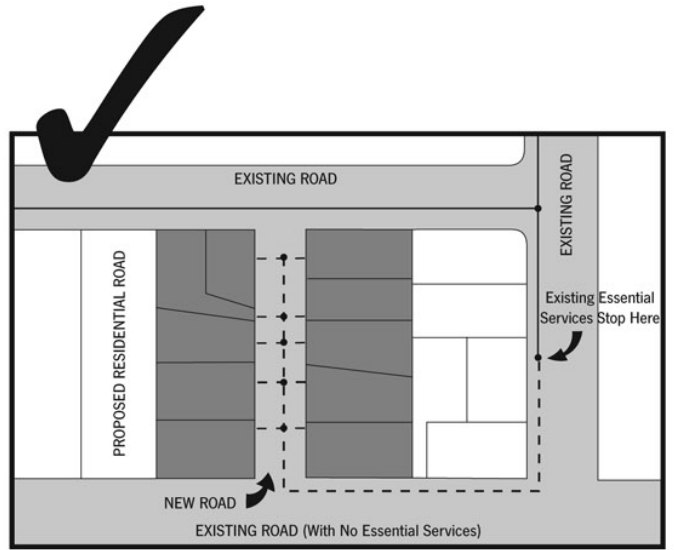 EXISTING ROAD
EXISTING ROAD
PROPOSED RESIDENTIAL ROAD
Existing Essential
Services Stop Here
NEW ROAD
EXISTING ROAD (With No Essential Services)